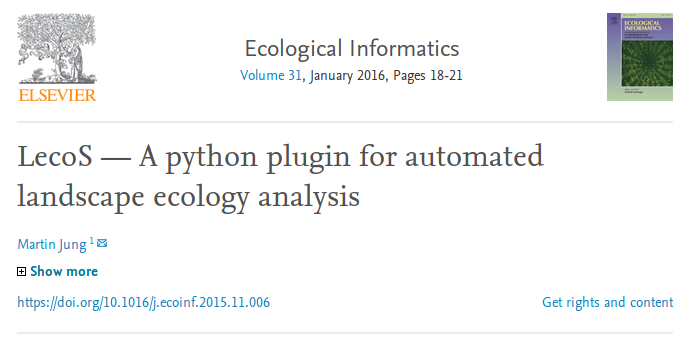 Ecological Informatics
Volume 31, January 2016, Pages 18-21
ELSEVIER
ECOLOGICAL
INFORMATICS
LecoS — A python plugin for automated
landscape ecology analysis
Martin Jung 1
Show more
https://doi.org/10.1016/j.ecoinf.2015.11.006
Get rights and content